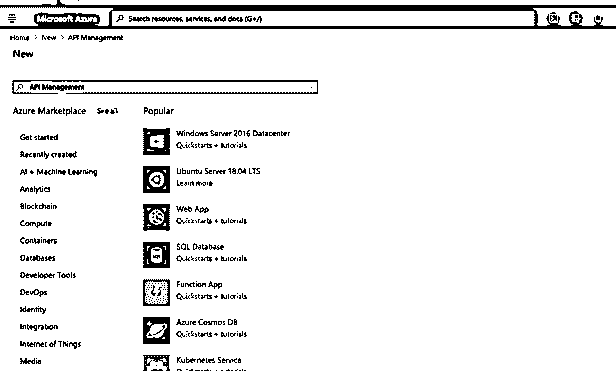 Microsoft Azure
Search resources, services, and docs (G+/)
Home > New > API Management
New
API Management
Azure Marketplace See all
Popular
Get started
Recently created
AI + Machine Learning
Analytics
Blockchain
Compute
Containers
Databases
Developer Tools
DevOps
Identity
Integration
Internet of Things
Media
Windows Server 2016 Datacenter
Quickstarts + tutorials
Ubuntu Server 18.04 LTS
Learn more
Web App
Quickstarts + tutorials
SQL Database
Quickstarts + tutorials
Function App
Quickstarts + tutorials
Azure Cosmos DB
Quickstarts + tutorials
Kubernetes Service